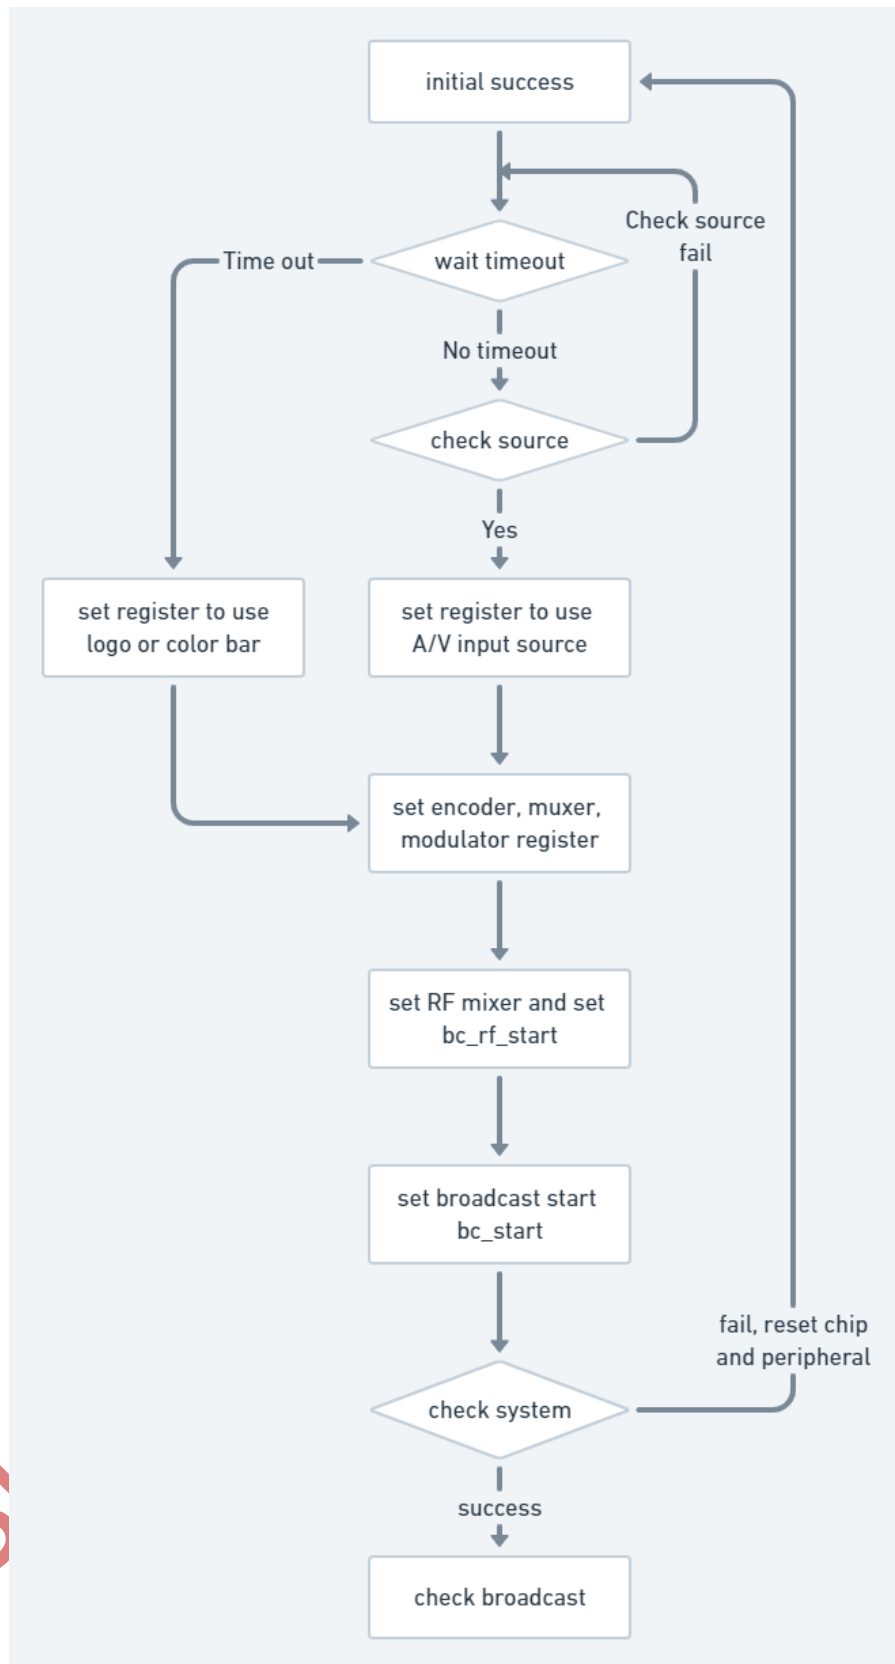 initial success
Check source
fail
Time out
wait timeout
No timeout
check source
Yes
set register to use
logo or color bar
set register to use
A/V input source
set encoder, muxer,
modulator register
set RF mixer and set
bc_rf_start
set broadcast start
bc_start
fail, reset chip
and peripheral
check system
success
check broadcast